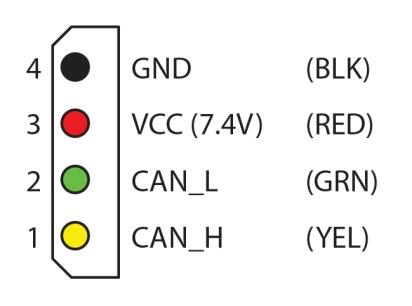 4 GND (BLK)
3 VCC (7.4V) (RED)
2 CAN_L (GRN)
1 CAN_H (YEL)